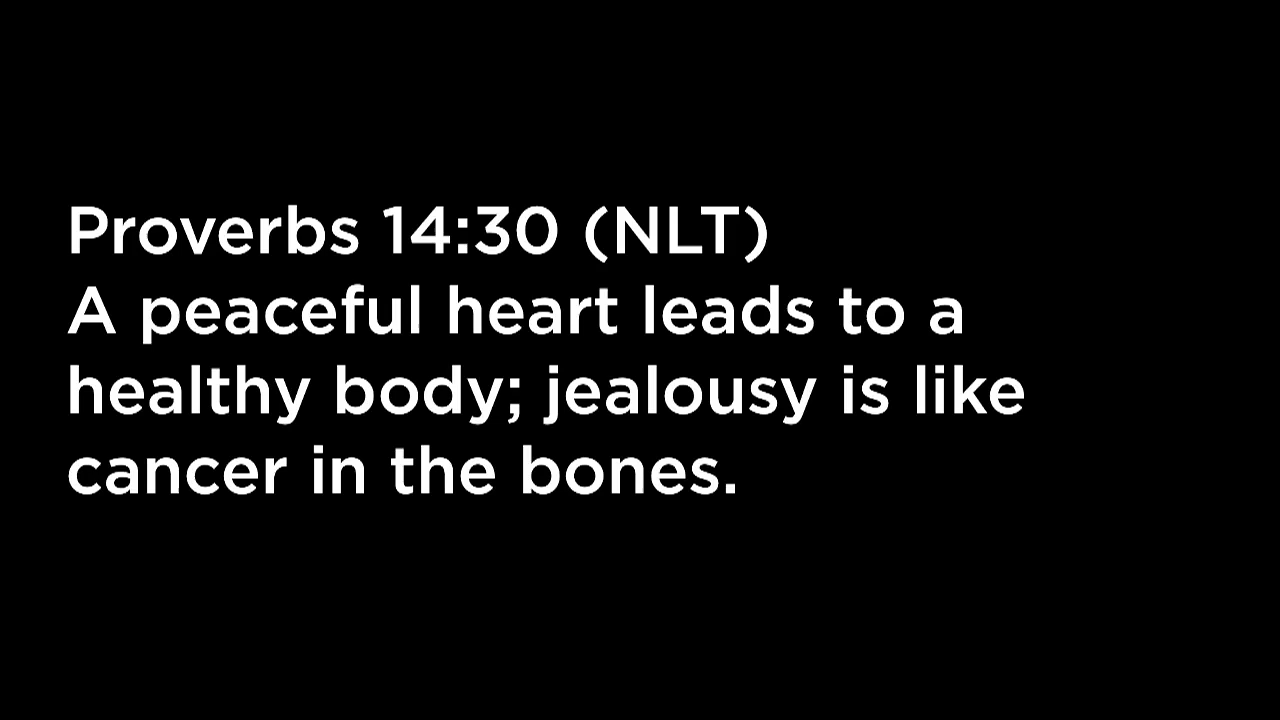 Proverbs 14:30 (NLT)
A peaceful heart leads to a
healthy body; jealousy is like
cancer in the bones.